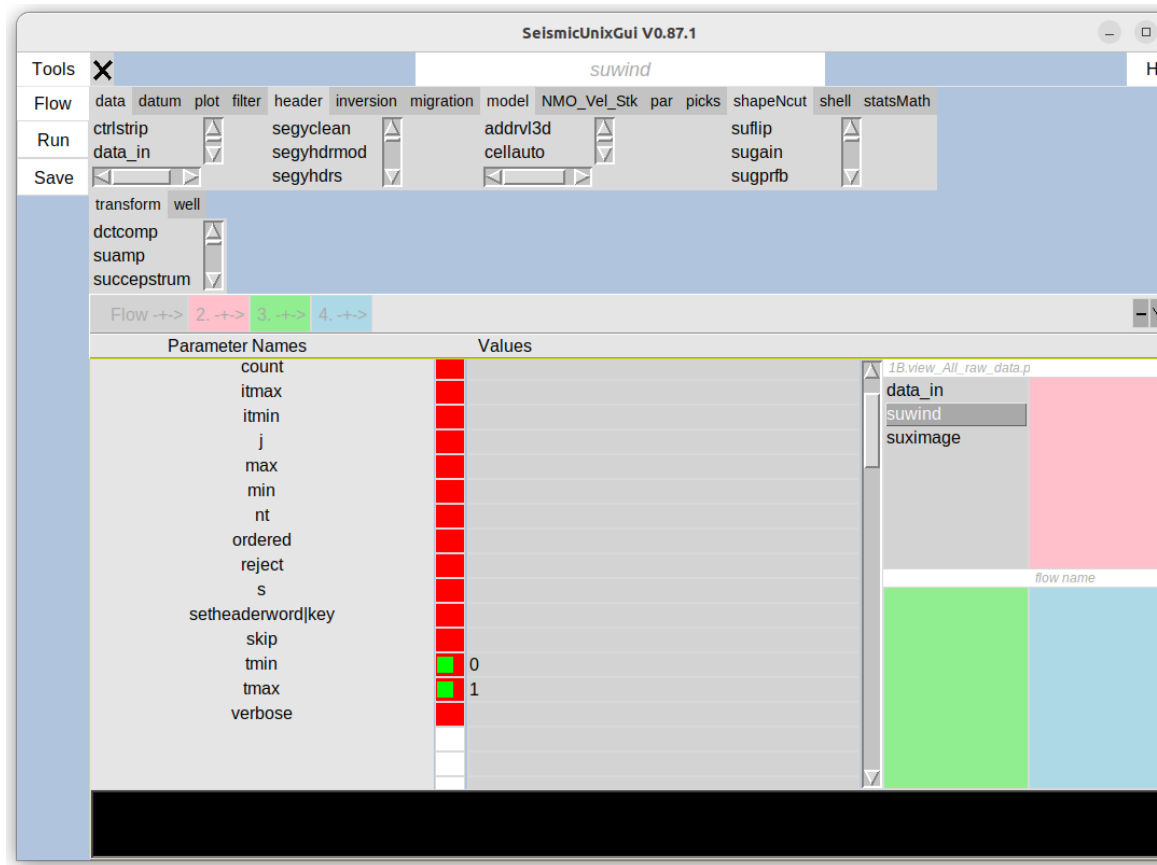 SeismicUnixGui V0.87.1
Tools suwind H
Flow data datum plot filter header inversion migration model NMO_Vel_Stk par picks shapeNcut shell statsMath
ctrlstrip segyclean addrvl3d suflip
Run data_in segyhdrmod cellauto sugain
Save segyhdrs sugprfb
transform well
dctcomp
suamp
succepstrum
Flow -+-> 2. -+-> 3. -+-> 4. -+->
Parameter Names Values
count 1B.view_All_raw_data.p
itmax data_in
itmin suwind
j suximage
max
min
nt
ordered
reject flow name
s
setheaderword|key
skip
tmin 0
tmax 1
verbose